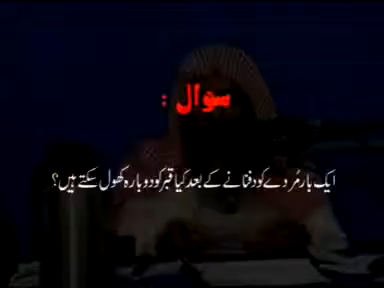 سوال :
ایک بار مُردے کو دفنانے کے بعد کیا قبر کو دوبارہ کھول سکتے ہیں؟